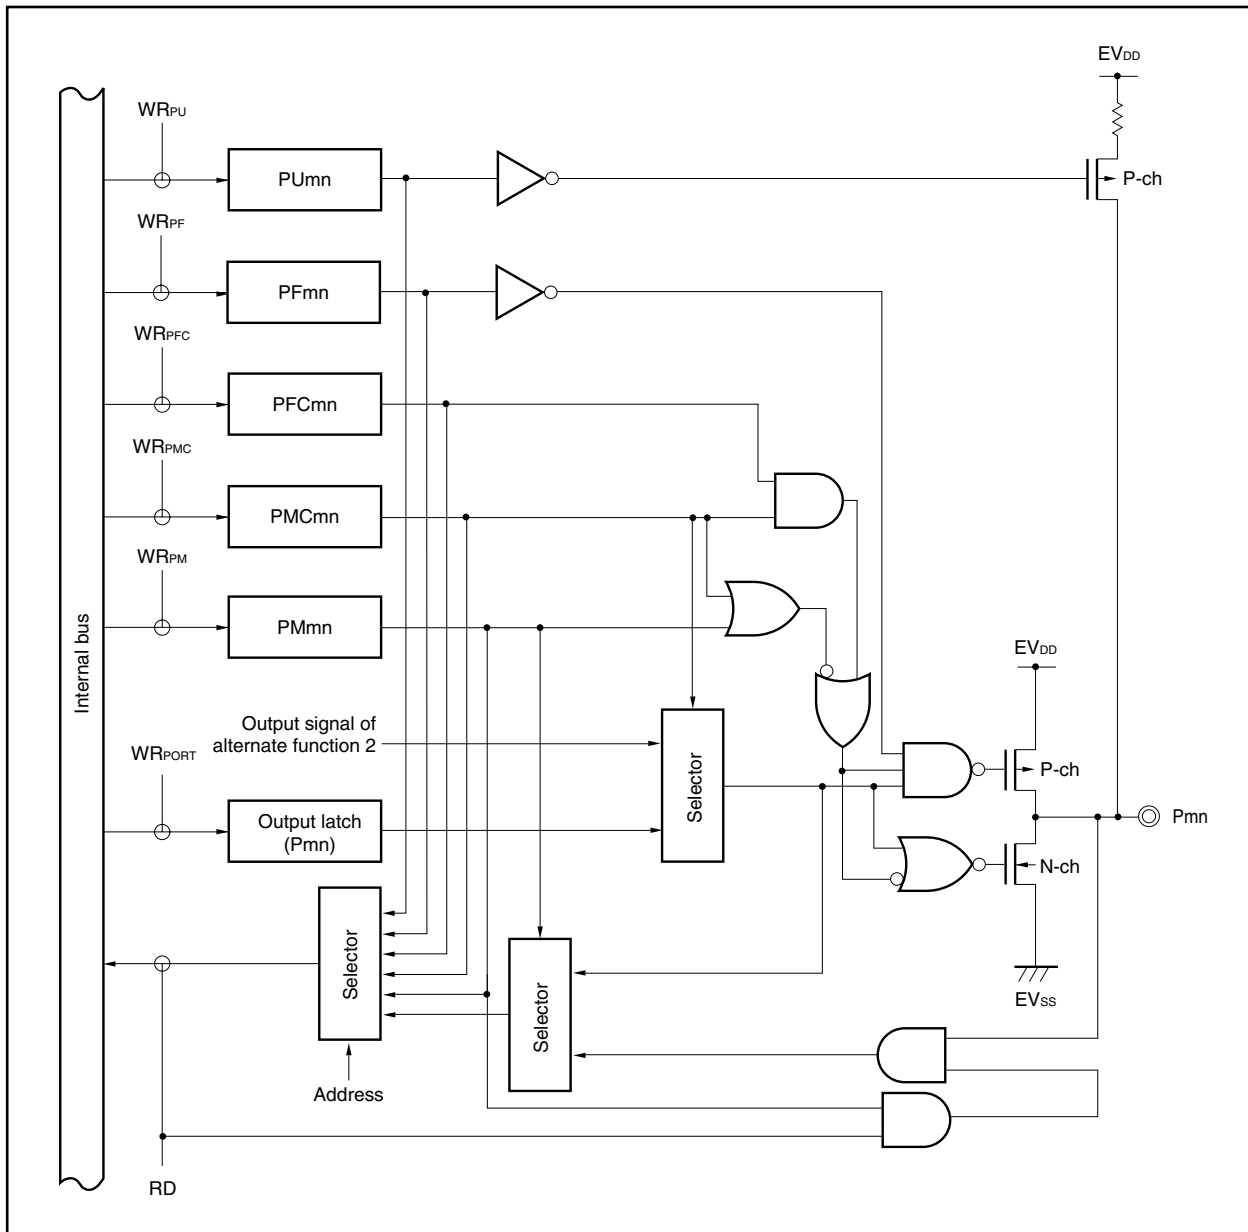 EVDD
WRPU
PUmn
P-ch
WRPF
PFmn
WRPFC
PFCmn
WRPMC
PMCmn
WRPM
PMmn
Internal bus
EVDD
Output signal of
alternate function 2
WRPORT
Selector
P-ch
Output latch
(Pmn)
Pmn
N-ch
Selector
Selector
EVSS
Address
RD